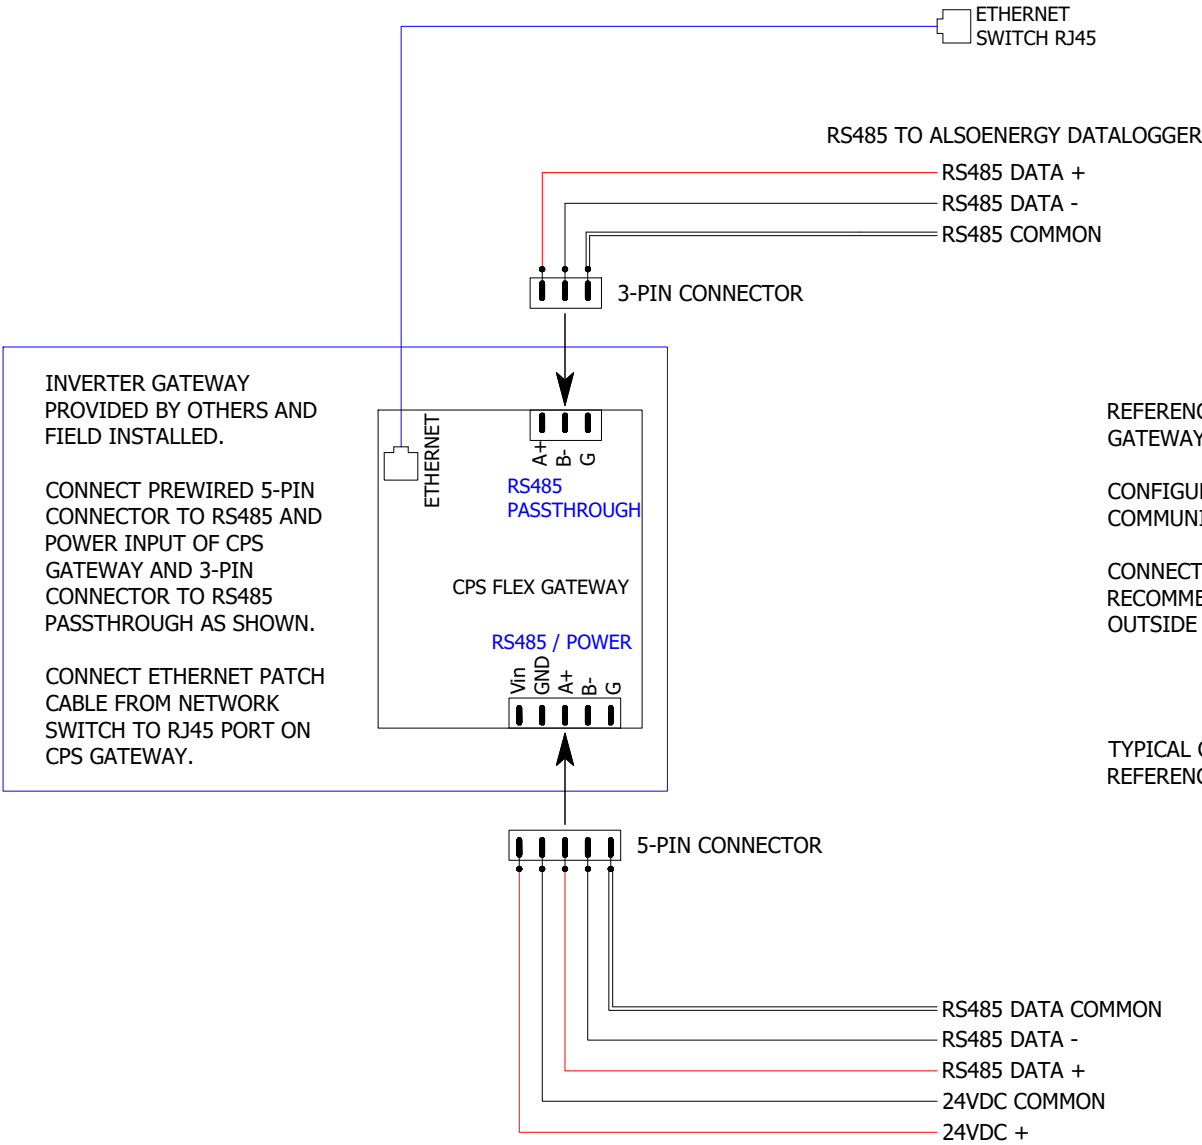 ETHERNET
SWITCH RJ45
RS485 TO ALSOENERGY DATALOGGER
RS485 DATA +
RS485 DATA -
RS485 COMMON
3-PIN CONNECTOR
INVERTER GATEWAY
PROVIDED BY OTHERS AND
FIELD INSTALLED.
CONNECT PREWIRED 5-PIN
CONNECTOR TO RS485 AND
POWER INPUT OF CPS
GATEWAY AND 3-PIN
CONNECTOR TO RS485
PASSTHROUGH AS SHOWN.
CONNECT ETHERNET PATCH
CABLE FROM NETWORK
SWITCH TO RJ45 PORT ON
CPS GATEWAY.
ETHERNET
A+
B-
G
RS485
PASSTHROUGH
CPS FLEX GATEWAY
RS485 / POWER
Vin
GND
A+
B-
G
GATEWAY
CONNECT
OUTSIDE
TYPICAL
5-PIN CONNECTOR
RS485 DATA COMMON
RS485 DATA -
RS485 DATA +
24VDC COMMON
24VDC +